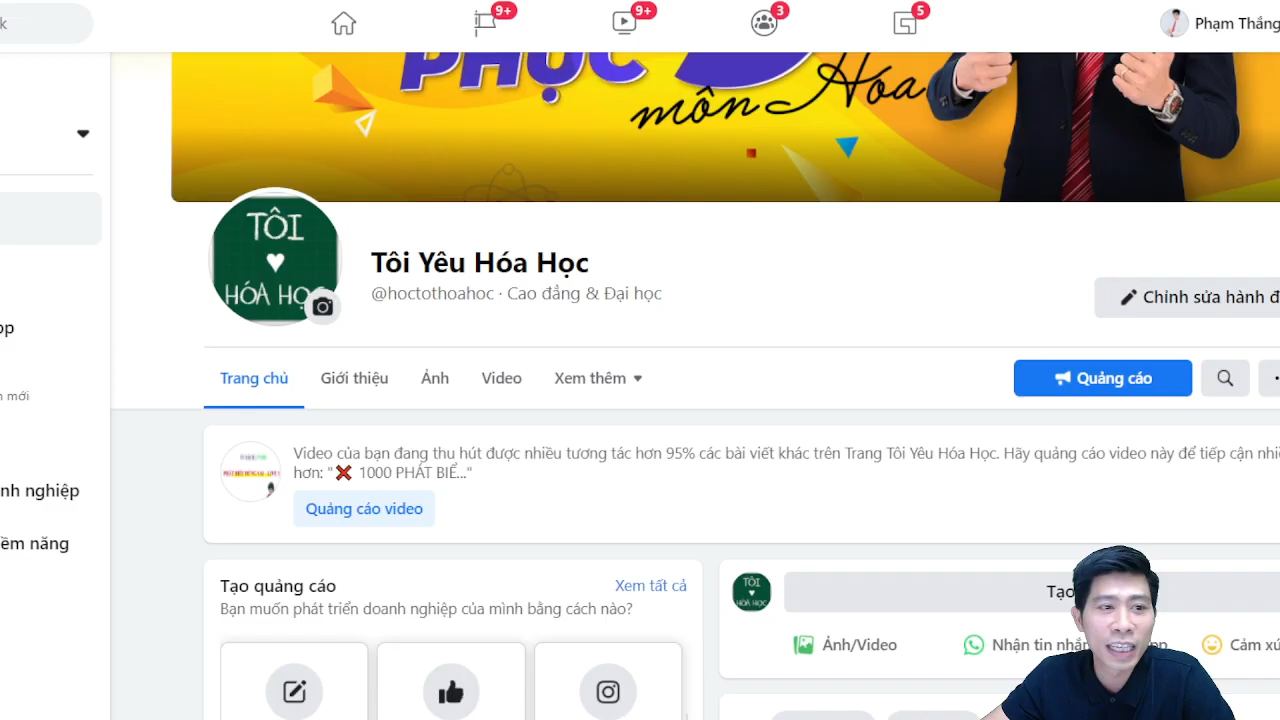 k
9+
9+
3
5
Phạm Thắng
PHỤC
môn Hóa
TÔI
HÓA HỌC
Tôi Yêu Hóa Học
@hoctothoahoc · Cao đẳng & Đại học
Chỉnh sửa hành đ
op
n mới
Trang chủ
Giới thiệu
Ảnh
Video
Xem thêm
Quảng cáo
Video của bạn đang thu hút được nhiều tương tác hơn 95% các bài viết khác trên Trang Tôi Yêu Hóa Học. Hãy quảng cáo video này để tiếp cận nhi
hơn: "❌ 1000 PHÁT BIỂ..."
Quảng cáo video
nh nghiệp
ềm năng
Tạo quảng cáo
Xem tất cả
Bạn muốn phát triển doanh nghiệp của mình bằng cách nào?
TÔI
HÓA HỌC
Tạo
Ảnh/Video
Nhận tin nhắn
pp
Cảm xú